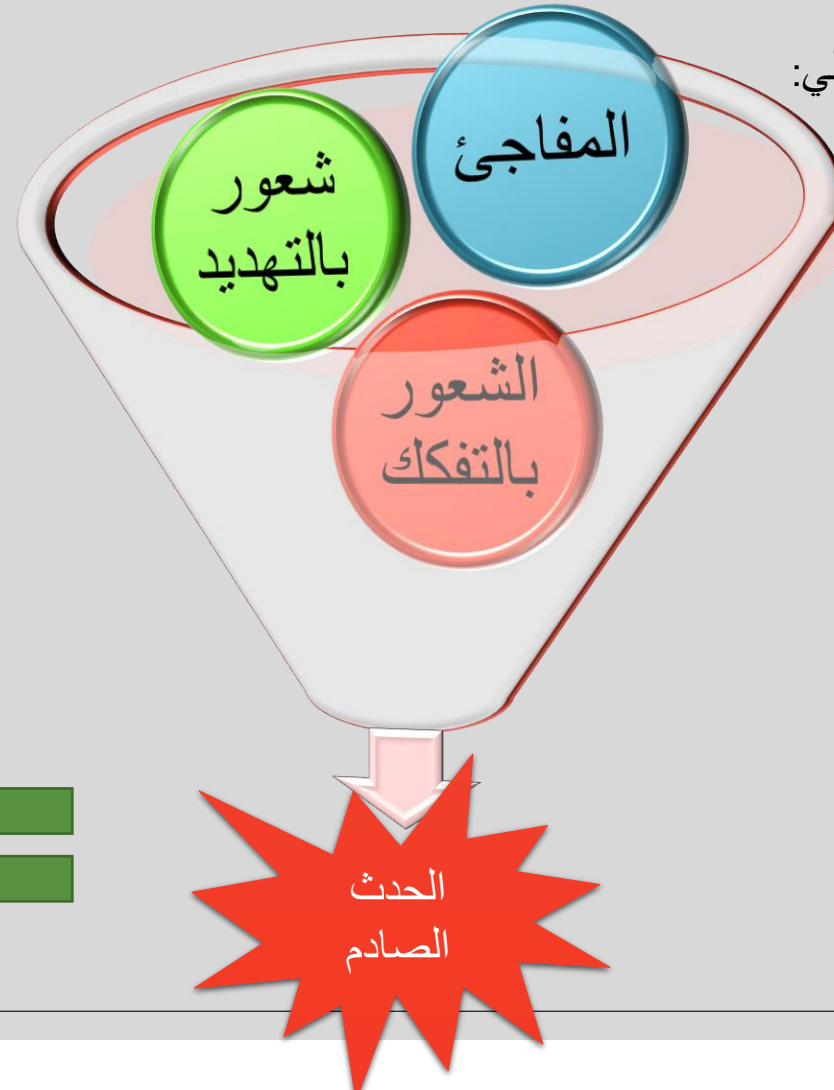 المفاجئ
شعور
بالتهديد
الشعور
بالتفكك
الحدث
الصادم